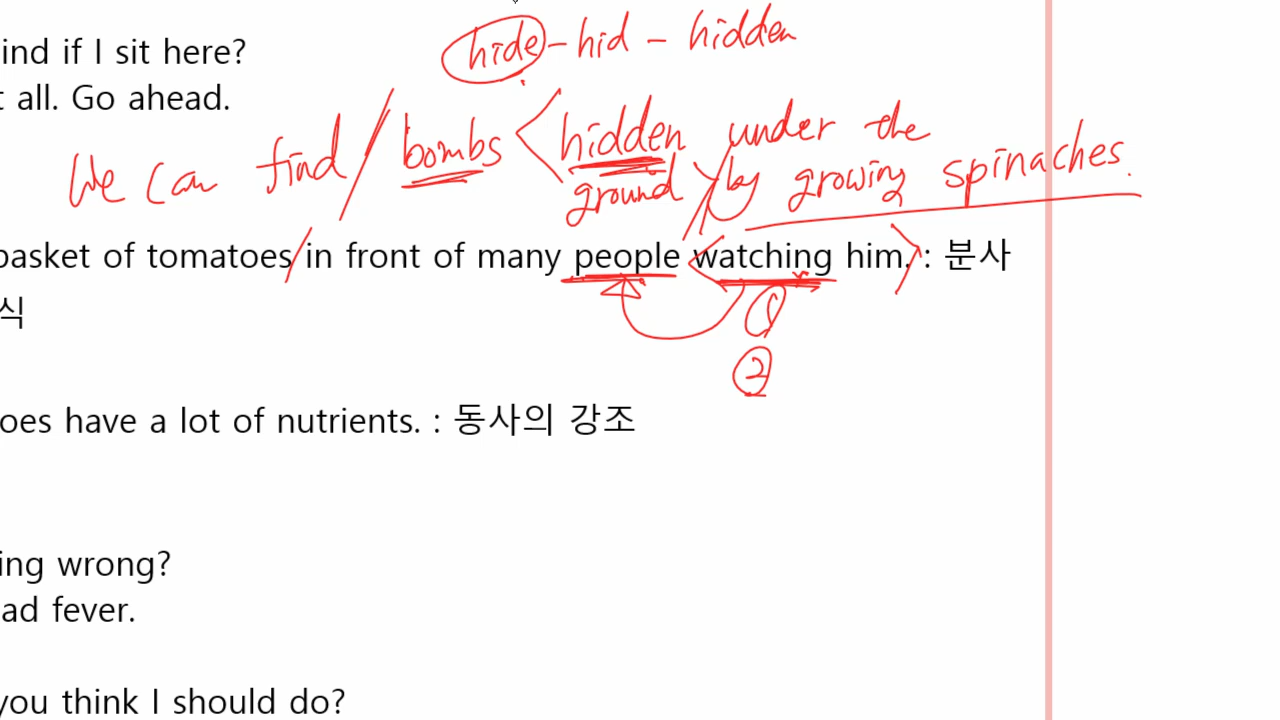 hide - hid - hidden
ind if I sit here?
t all. Go ahead.
We can find / bombs < hidden under the
ground > by growing spinaches.
basket of tomatoes / in front of many people < watching him. > : 분사
식
①
②
oes have a lot of nutrients. : 동사의 강조
ing wrong?
ad fever.
you think I should do?